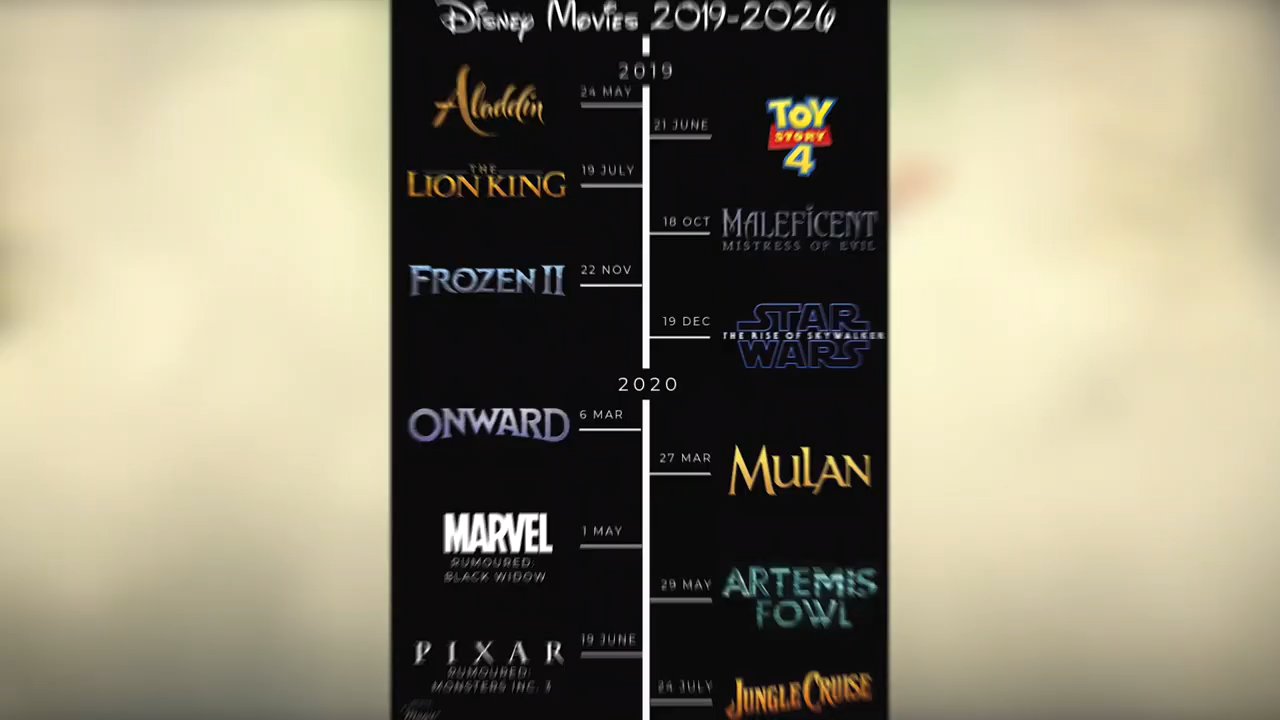 Disney Movies 2019-2026
2019
Aladdin
24 MAY
21 JUNE
TOY
STORY
4
THE
LION KING
19 JULY
18 OCT
MALEFICENT
MISTRESS OF EVIL
FROZEN II
22 NOV
19 DEC
STAR
THE RISE OF SKYWALKER
WARS
2020
ONWARD
6 MAR
27 MAR
MULAN
MARVEL
RUMOURED:
BLACK WIDOW
1 MAY
29 MAY
ARTEMIS
FOWL
PIXAR
RUMOURED:
MONSTERS INC. 3
19 JUNE
24 JULY
JUNGLE CRUISE